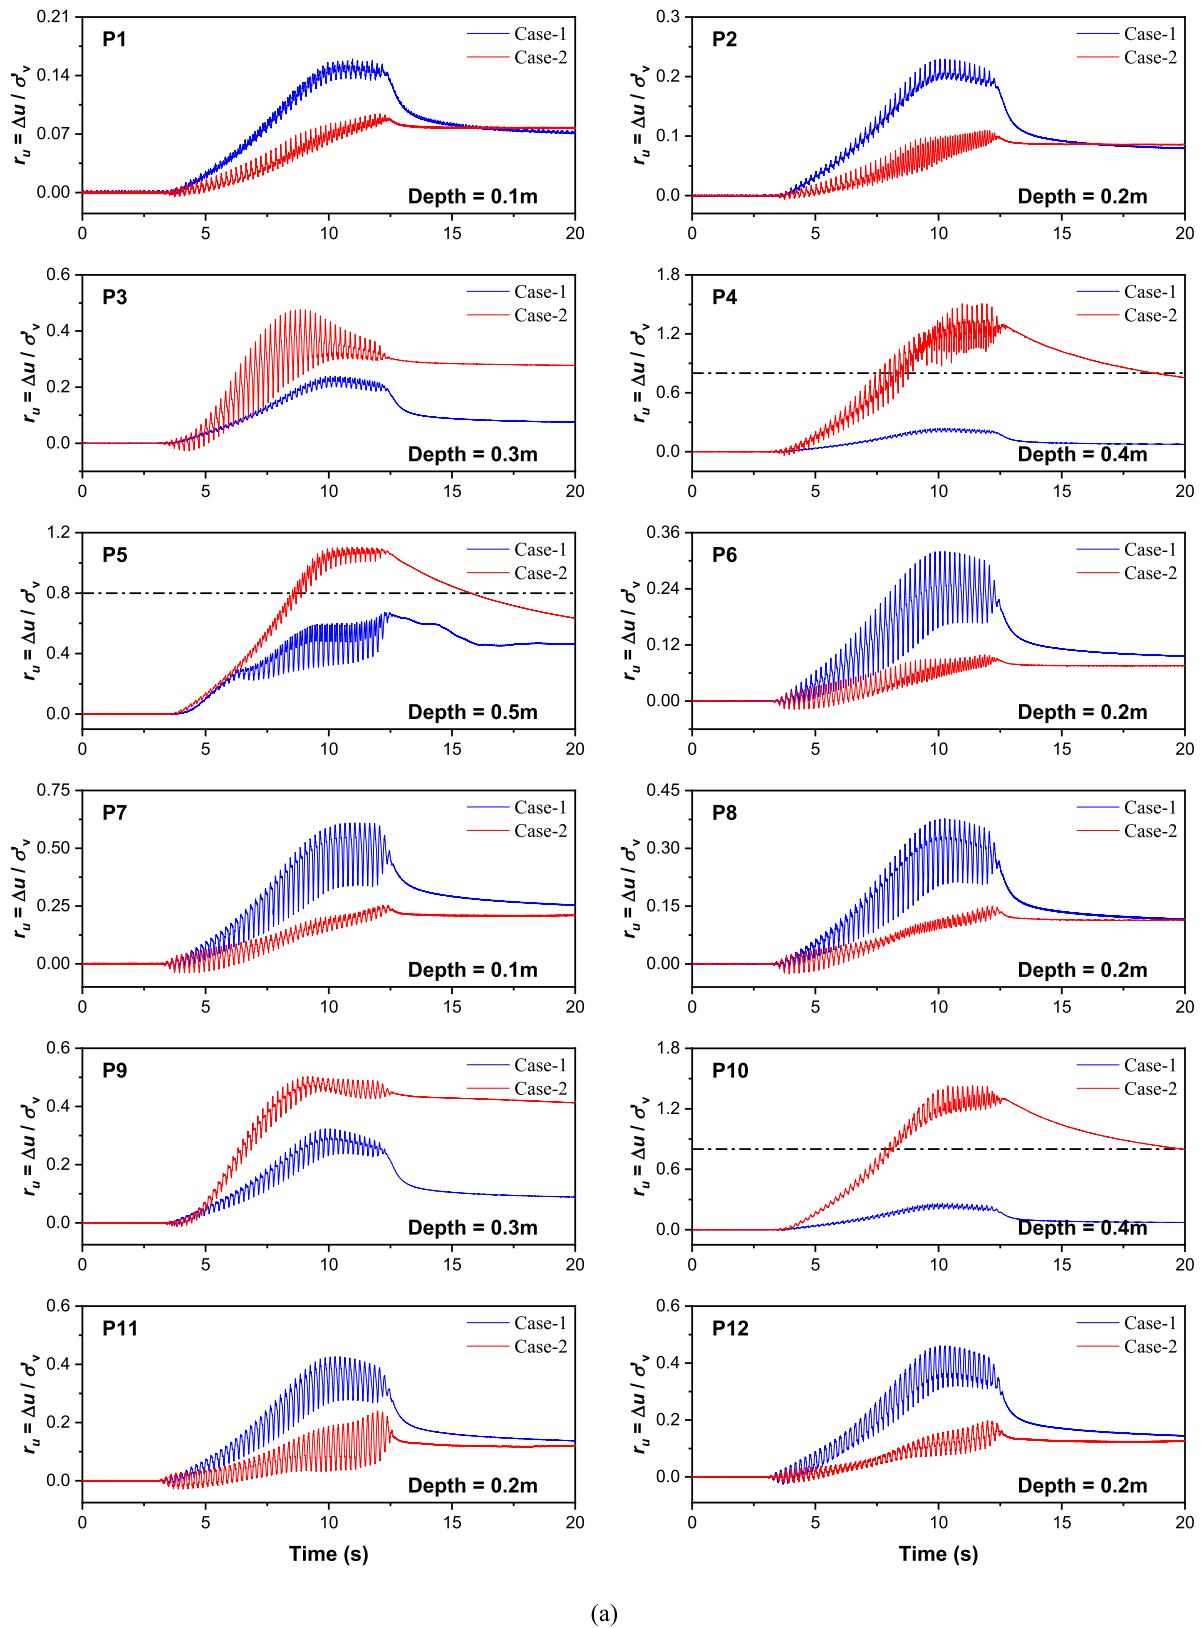 P1
Case-1
Case-2
Depth = 0.1m
r_u = Δu / σ'_v
0.21
0.14
0.07
0.00
0 5 10 15 20
P2
Case-1
Case-2
Depth = 0.2m
r_u = Δu / σ'_v
0.3
0.2
0.1
0.0
0 5 10 15 20
P3
Case-1
Case-2
Depth = 0.3m
r_u = Δu / σ'_v
0.6
0.4
0.2
0.0
0 5 10 15 20
P4
Case-1
Case-2
Depth = 0.4m
r_u = Δu / σ'_v
1.8
1.2
0.6
0.0
0 5 10 15 20
P5
Case-1
Case-2
Depth = 0.5m
r_u = Δu / σ'_v
1.2
0.8
0.4
0.0
0 5 10 15 20
P6
Case-1
Case-2
Depth = 0.2m
r_u = Δu / σ'_v
0.36
0.24
0.12
0.00
0 5 10 15 20
P7
Case-1
Case-2
Depth = 0.1m
r_u = Δu / σ'_v
0.75
0.50
0.25
0.00
0 5 10 15 20
P8
Case-1
Case-2
Depth = 0.2m
r_u = Δu / σ'_v
0.45
0.30
0.15
0.00
0 5 10 15 20
P9
Case-1
Case-2
Depth = 0.3m
r_u = Δu / σ'_v
0.6
0.4
0.2
0.0
0 5 10 15 20
P10
Case-1
Case-2
Depth = 0.4m
r_u = Δu / σ'_v
1.8
1.2
0.6
0.0
0 5 10 15 20
P11
Case-1
Case-2
Depth = 0.2m
r_u = Δu / σ'_v
0.6
0.4
0.2
0.0
0 5 10 15 20
Time (s)
P12
Case-1
Case-2
Depth = 0.2m
r_u = Δu / σ'_v
0.6
0.4
0.2
0.0
0 5 10 15 20
Time (s)
(a)